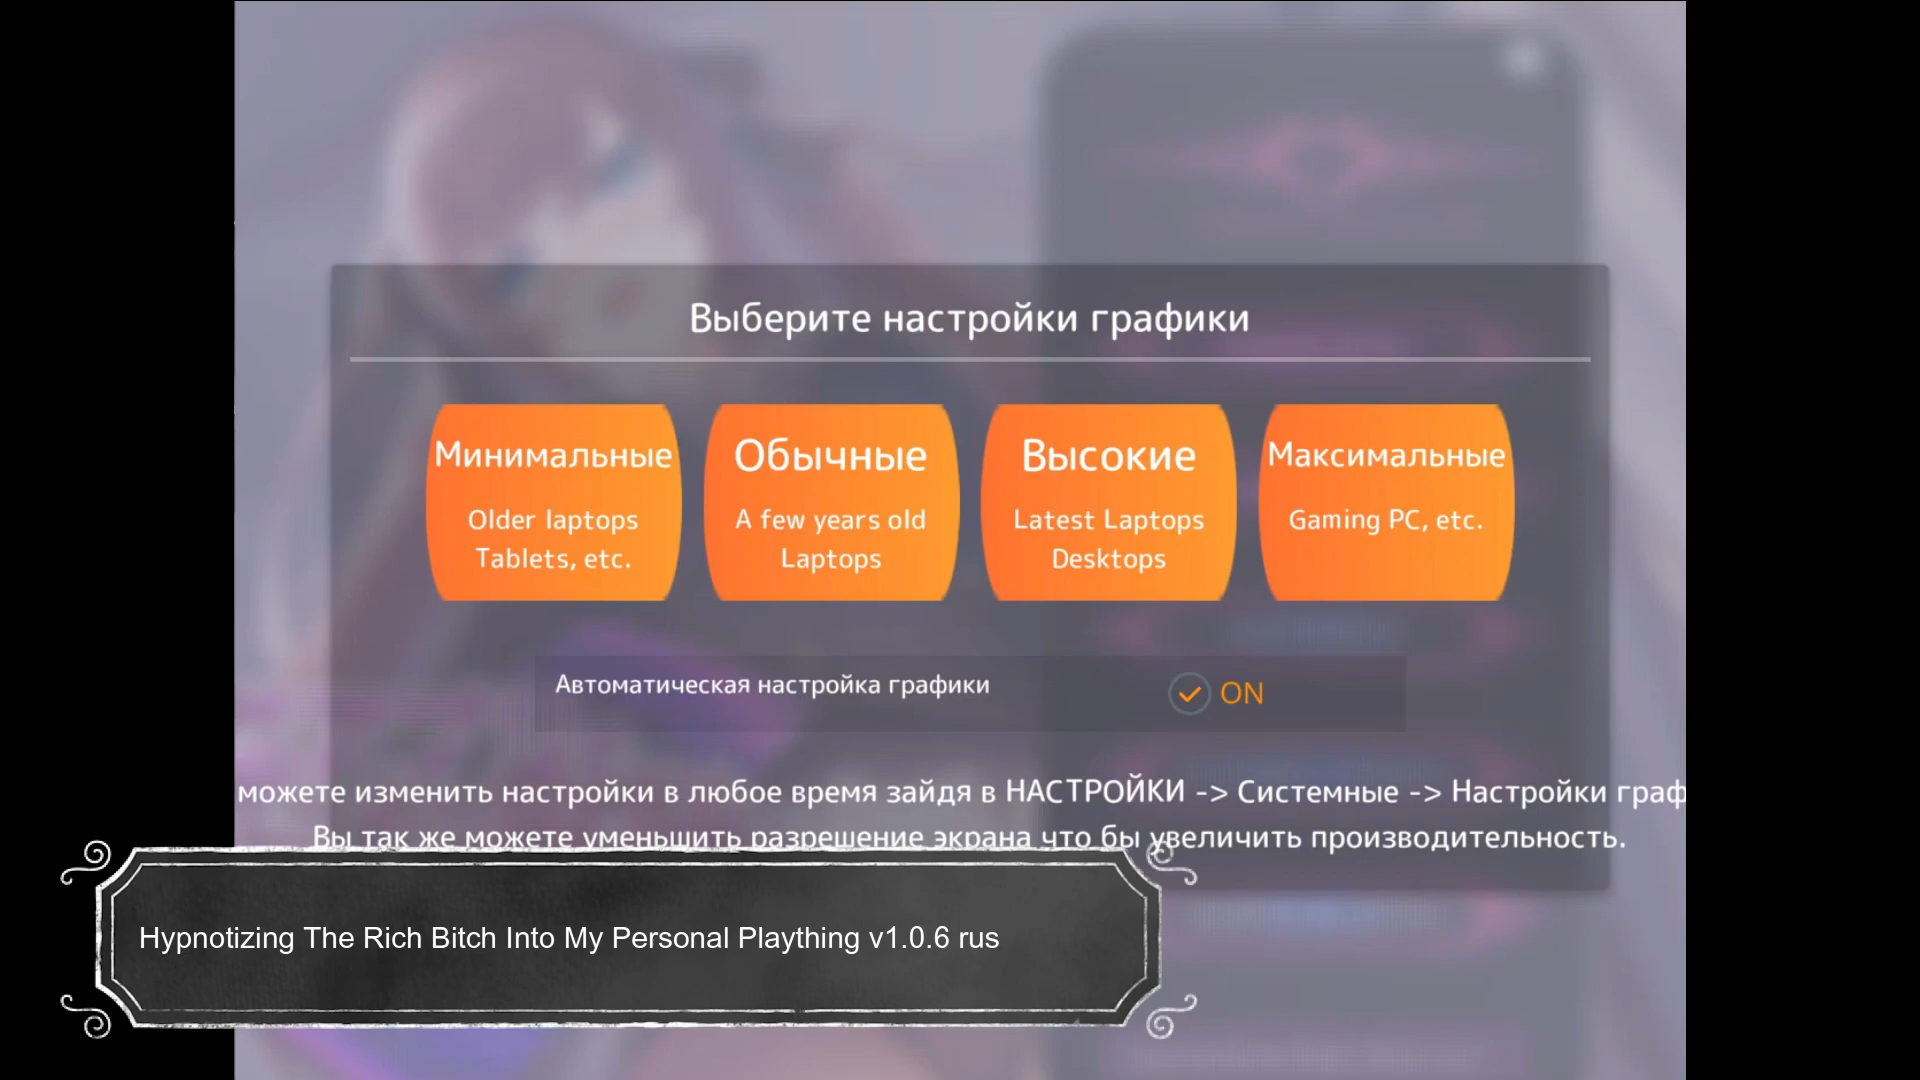 Выберите настройки графики
Минимальные
Older laptops
Tablets, etc.
Обычные
A few years old
Laptops
Высокие
Latest Laptops
Desktops
Максимальные
Gaming PC, etc.
Автоматическая настройка графики
ON
можете изменить настройки в любое время зайдя в НАСТРОЙКИ -> Системные -> Настройки граф
Вы так же можете уменьшить разрешение экрана что бы увеличить производительность.
Hypnotizing The Rich Bitch Into My Personal Plaything v1.0.6 rus